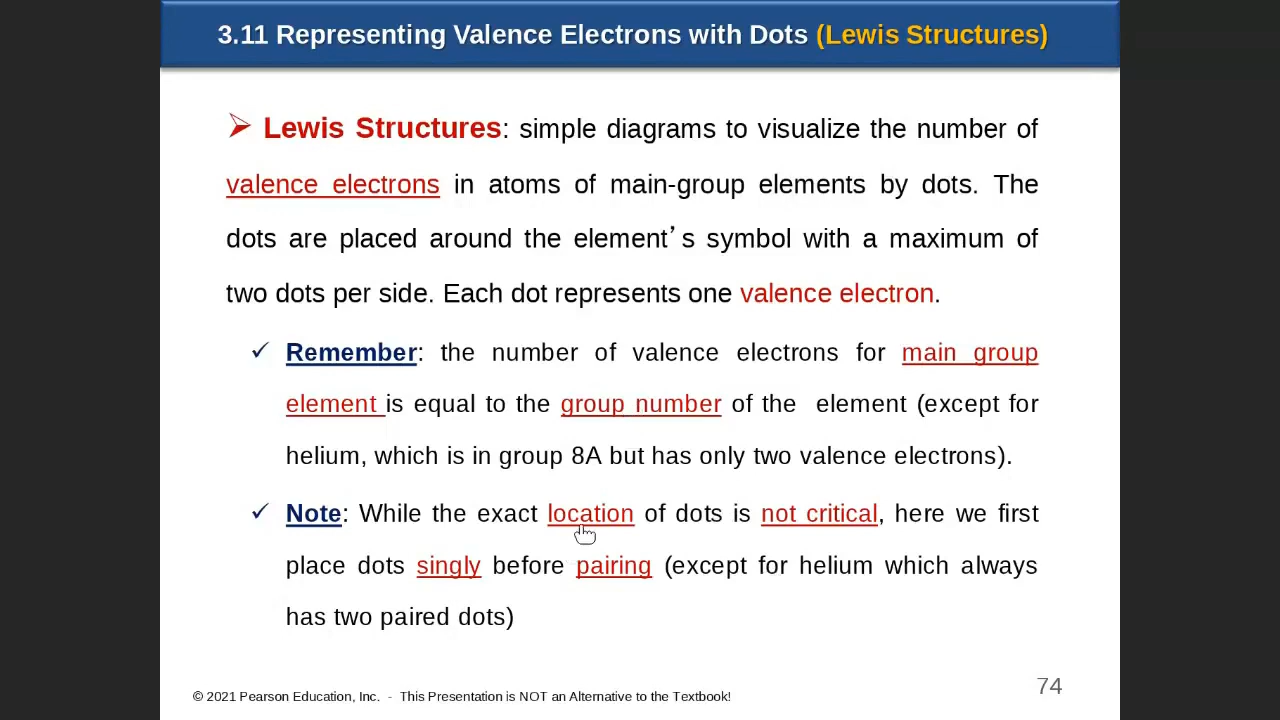 3.11 Representing Valence Electrons with Dots (Lewis Structures)
➢ Lewis Structures: simple diagrams to visualize the number of
valence electrons in atoms of main-group elements by dots. The
dots are placed around the element’s symbol with a maximum of
two dots per side. Each dot represents one valence electron.
✓ Remember: the number of valence electrons for main group
element is equal to the group number of the element (except for
helium, which is in group 8A but has only two valence electrons).
✓ Note: While the exact location of dots is not critical, here we first
place dots singly before pairing (except for helium which always
has two paired dots)
© 2021 Pearson Education, Inc. - This Presentation is NOT an Alternative to the Textbook!
74